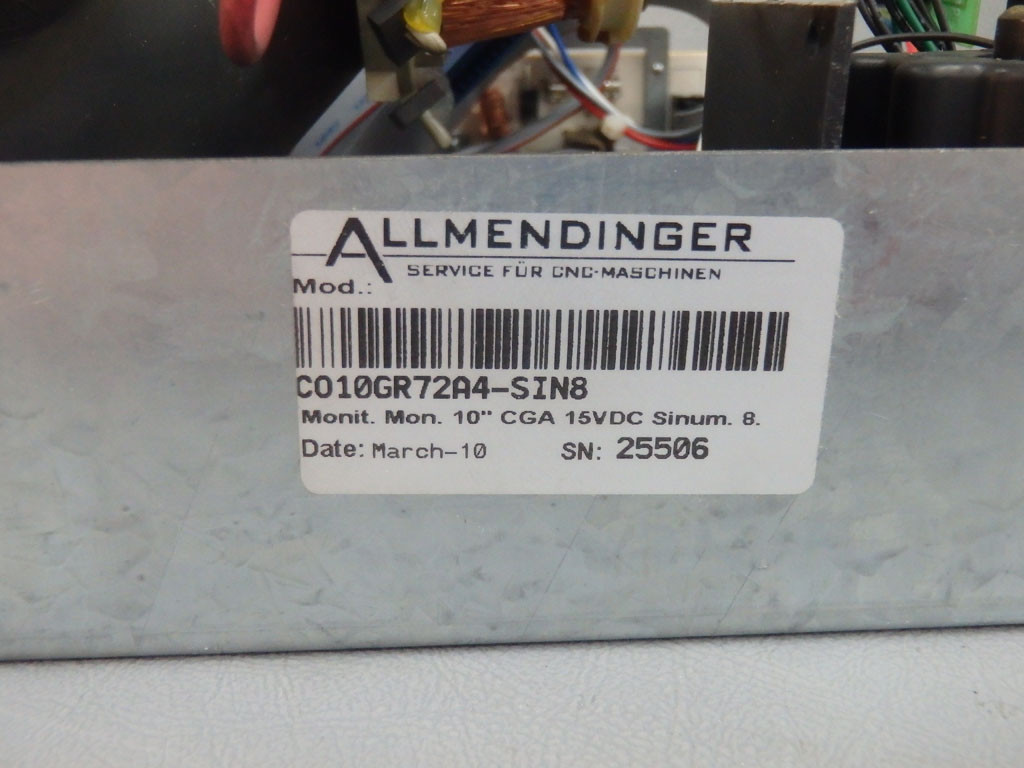 ALLMENDINGER
SERVICE FÜR CNC-MASCHINEN
Mod.:
CO10GR72A4-SIN8
Monit. Mon. 10" CGA 15VDC Sinum. 8.
Date: March-10 SN: 25506